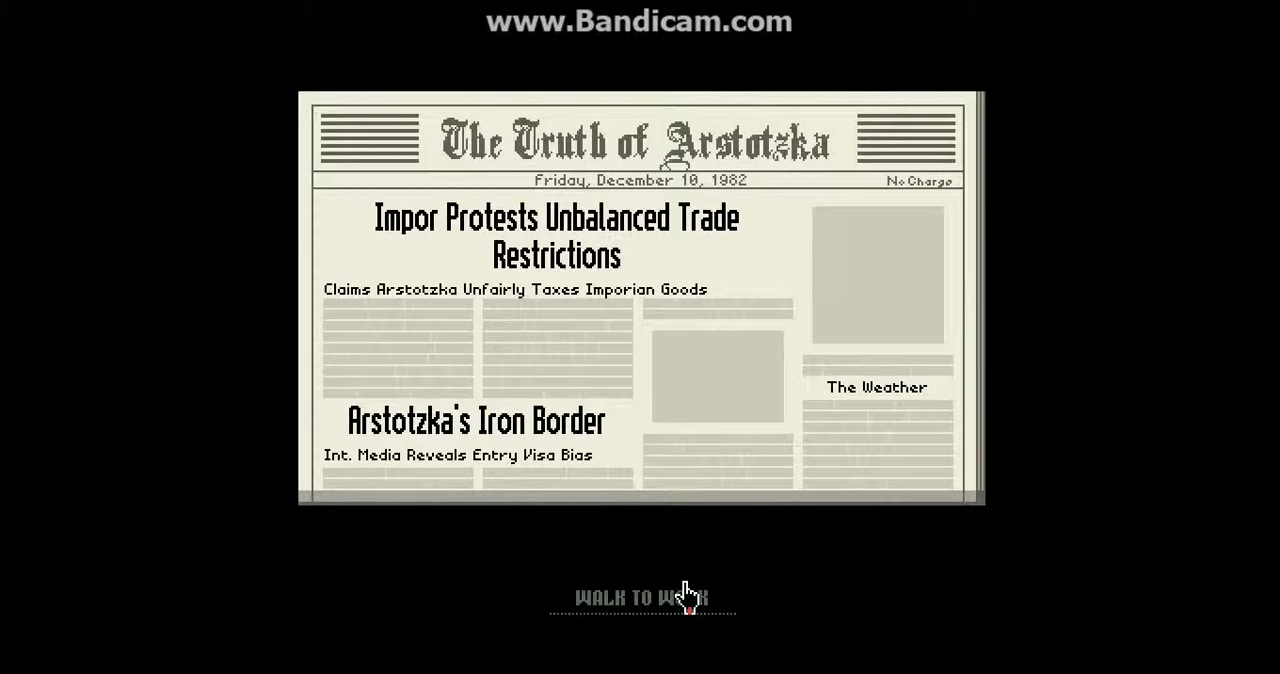 www.Bandicam.com
The Truth of Arstotzka
Friday, December 10, 1982
No Charge
Impor Protests Unbalanced Trade
Restrictions
Claims Arstotzka Unfairly Taxes Imporian Goods
The Weather
Arstotzka's Iron Border
Int. Media Reveals Entry Visa Bias
WALK TO WORK